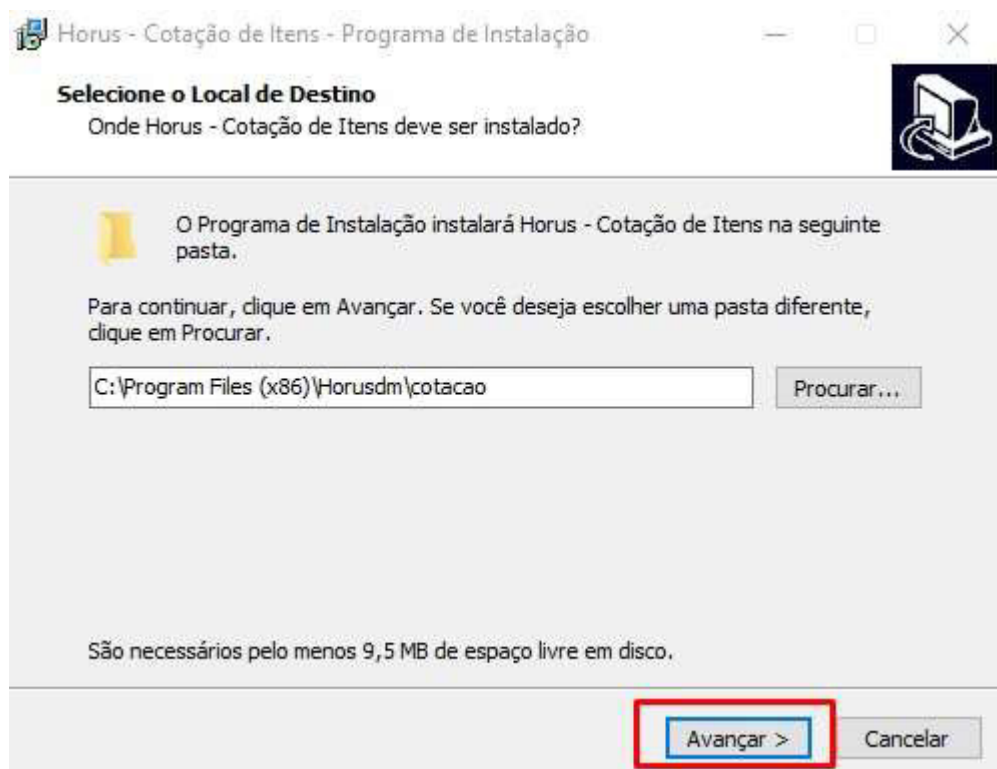 Horus - Cotação de Itens - Programa de Instalação
Selecione o Local de Destino
Onde Horus - Cotação de Itens deve ser instalado?
O Programa de Instalação instalará Horus - Cotação de Itens na seguinte
pasta.
Para continuar, clique em Avançar. Se você deseja escolher uma pasta diferente,
clique em Procurar.
C:\Program Files (x86)\Horusdm\cotacao
Procurar...
São necessários pelo menos 9,5 MB de espaço livre em disco.
Avançar >
Cancelar